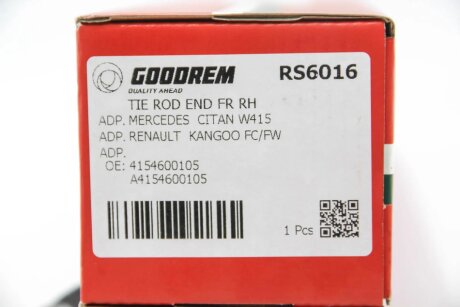 GOODREM RS6016
QUALITY AHEAD
TIE ROD END FR RH
ADP. MERCEDES CITAN W415
ADP. RENAULT KANGOO FC/FW
ADP.
OE: 4154600105
A4154600105
1 Pcs